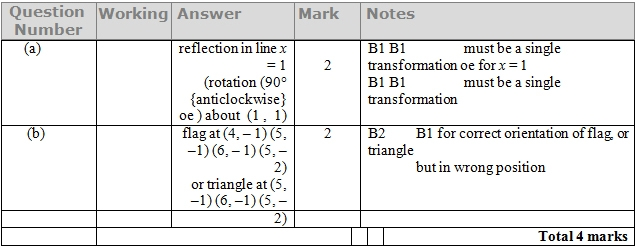 Question Number Working Answer Mark Notes
(a) reflection in line x = 1 2 B1 B1 must be a single
(rotation (90° transformation oe for x = 1
{anticlockwise} B1 B1 must be a single
oe ) about (1 , 1) transformation
(b) flag at (4, – 1) (5, 2 B2 B1 for correct orientation of flag, or
–1) (6, – 1) (5, – triangle
2) but in wrong position
or triangle at (5,
–1) (6, –1) (5, –
2)
Total 4 marks